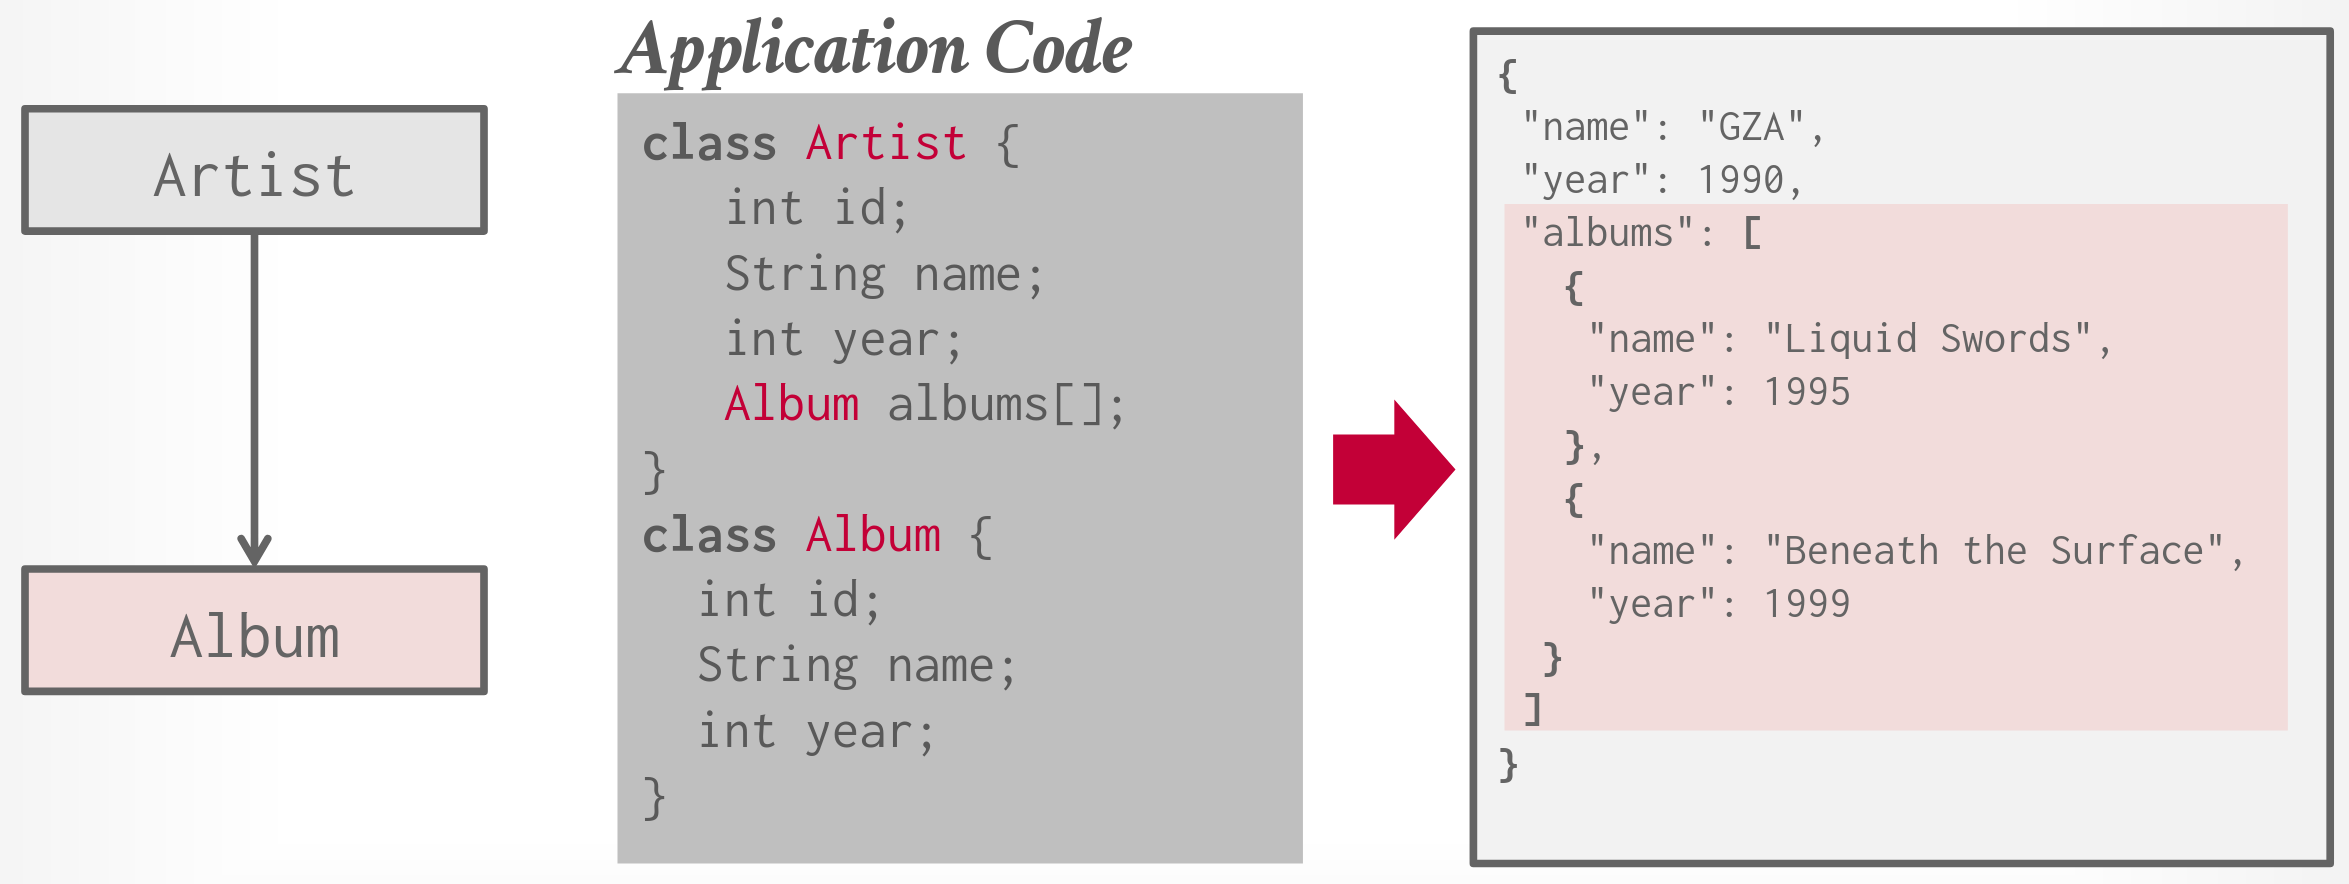 Artist
Album
Application Code
class Artist {
int id;
String name;
int year;
Album albums[];
}
class Album {
int id;
String name;
int year;
}
{
"name": "GZA",
"year": 1990,
"albums": [
{
"name": "Liquid Swords",
"year": 1995
},
{
"name": "Beneath the Surface",
"year": 1999
}
]
}